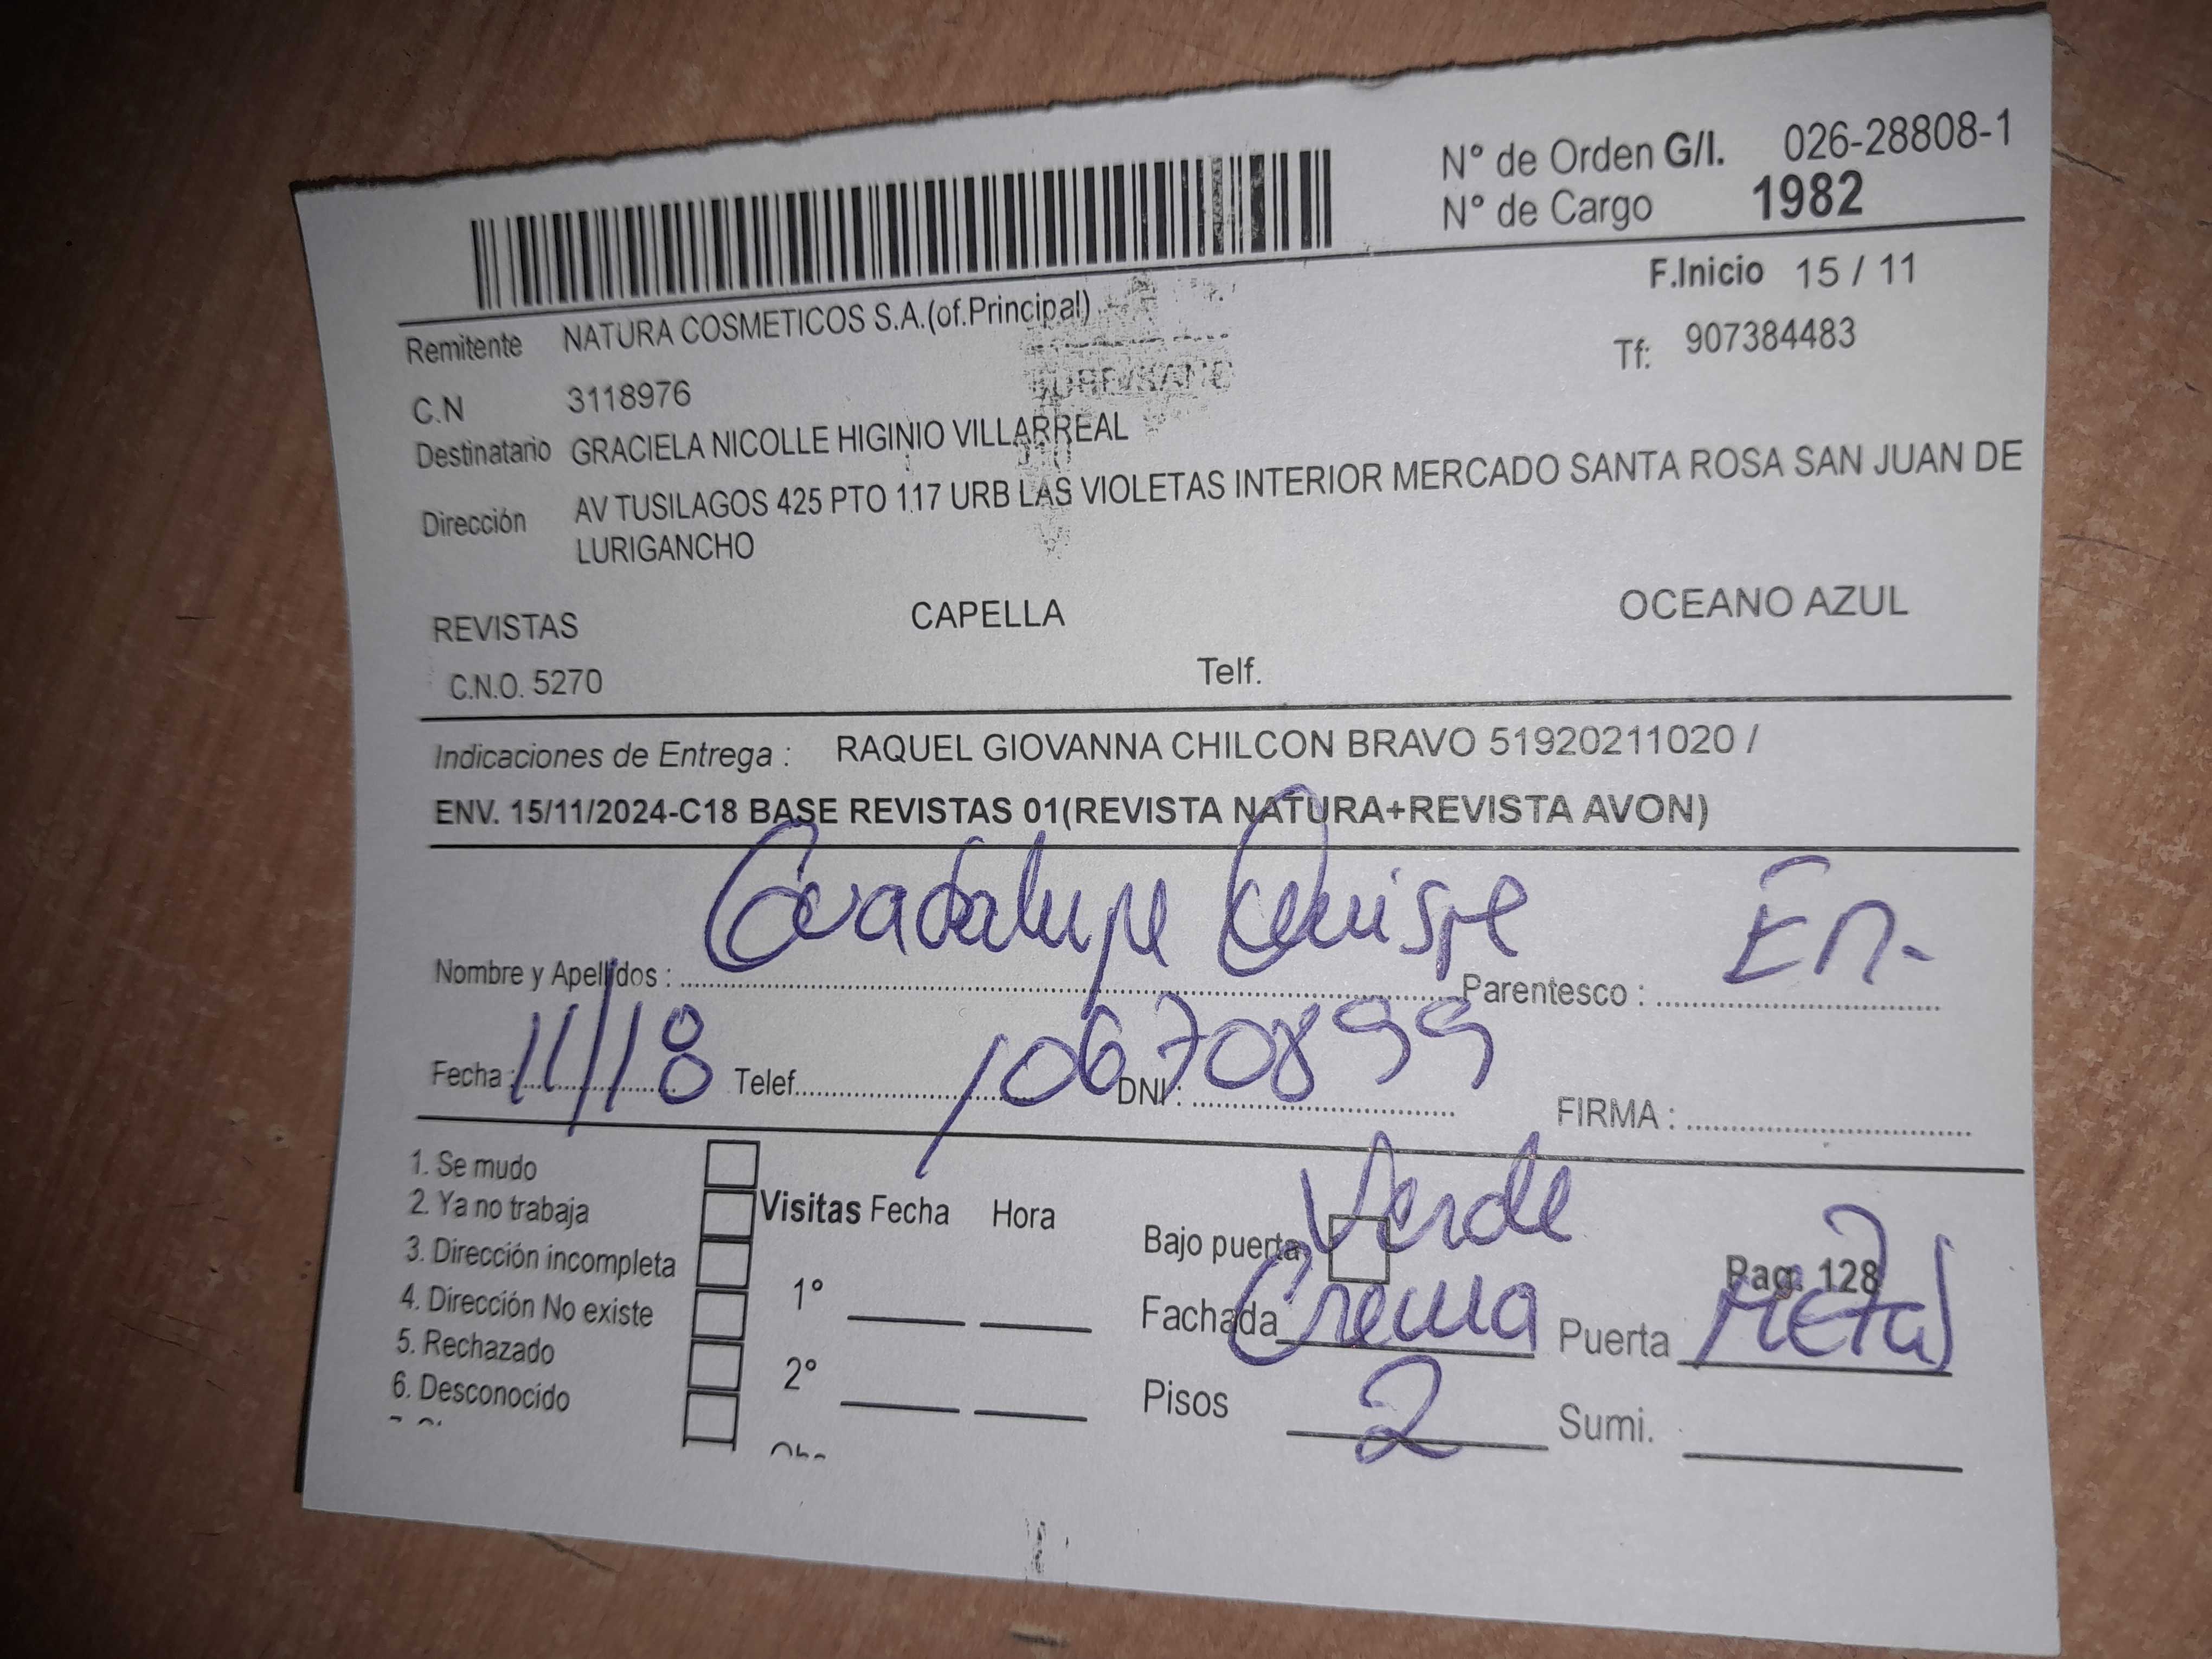 N° de Orden G/I. 026-28808-1
N° de Cargo 1982
F.Inicio 15 / 11
Remitente NATURA COSMETICOS S.A.(of.Principal)
Tf: 907384483
C.N 3118976
Destinatario GRACIELA NICOLLE HIGINIO VILLARREAL
Dirección AV TUSILAGOS 425 PTO 117 URB LAS VIOLETAS INTERIOR MERCADO SANTA ROSA SAN JUAN DE
LURIGANCHO
REVISTAS CAPELLA OCEANO AZUL
C.N.O. 5270 Telf.
Indicaciones de Entrega : RAQUEL GIOVANNA CHILCON BRAVO 51920211020 /
ENV. 15/11/2024-C18 BASE REVISTAS 01(REVISTA NATURA+REVISTA AVON)
Nombre y Apellidos : Guadalupe Quispe Parentesco : En.
Fecha : 11/18 Telef. DNI : 10670899 FIRMA :
1. Se mudo
2. Ya no trabaja
3. Dirección incompleta
4. Dirección No existe
5. Rechazado
6. Desconocido
Visitas Fecha Hora
1°
2°
Bajo puerta Verde Pag. 128
Fachada Crema Puerta Metal
Pisos 2 Sumi.